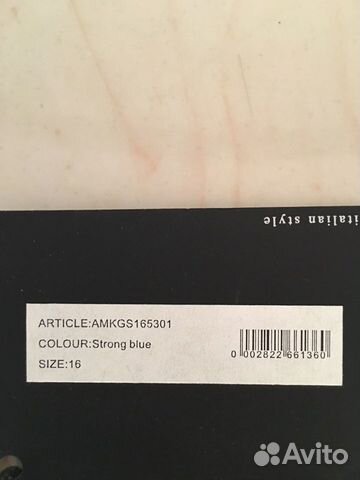 italian style
ARTICLE:AMKGS165301
COLOUR:Strong blue
SIZE:16
0 002822 661360
Avito